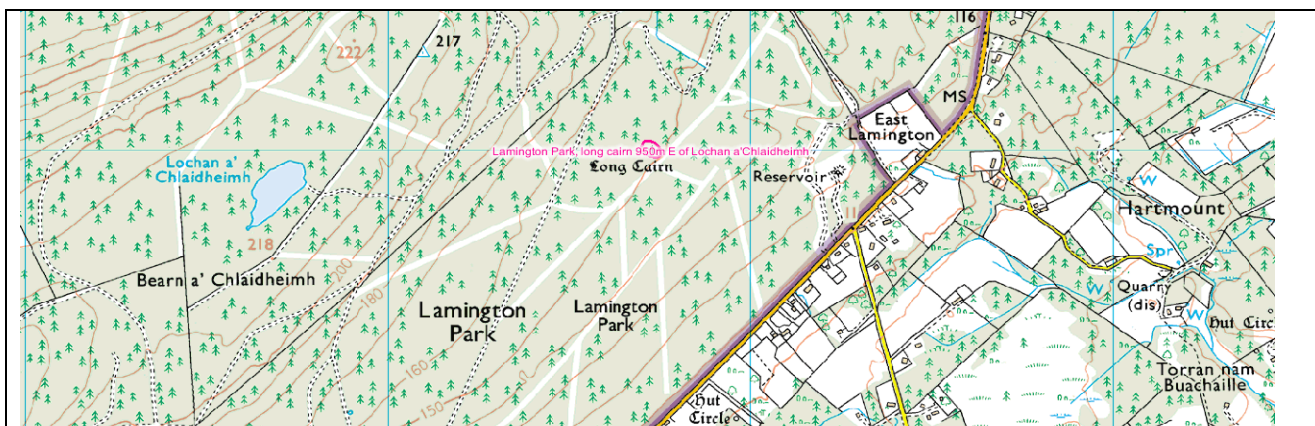 116
222
217
MS
East
Lamington
Lochan a'
Chlaidheimh
Lamington Park, long cairn 950m E of Lochan a'Chlaidheimh
Long Cairn
Reservoir
W
Hartmount
11
218
Bearn a' Chlaidheimh
200
180
Spr
Quarry
(dis)
W
W
Lamington
Park
Lamington
Park
Hut Circ
160
150
Torran nam
Buachaille
Hut
Circle